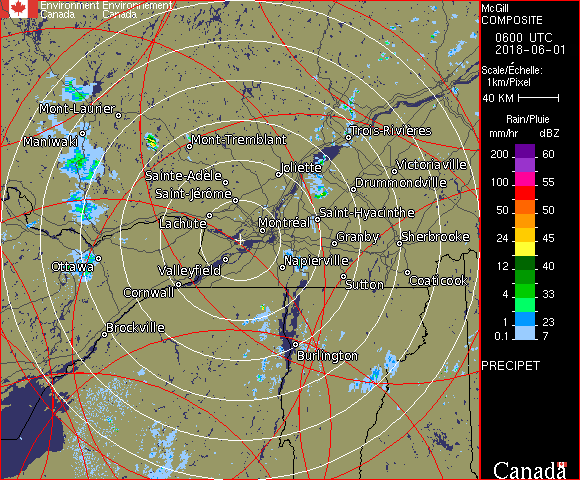 Environment Environnement
Canada Canada
McGill
COMPOSITE
0600 UTC
2018-06-01
Scale/Échelle:
1km/Pixel
40 KM
Rain/Pluie
mm/hr dBZ
200 60
150 55
100 55
50 50
24 45
12 40
4 33
1 23
0.1 7
PRECIPET
Canada
Mont-Laurier
Maniwaki
Mont-Tremblant
Trois-Rivières
Joliette
Victoriaville
Sainte-Adèle
Drummondville
Saint-Jérôme
Saint-Hyacinthe
Lachute
Montréal
Granby
Sherbrooke
Ottawa
Valleyfield
Napierville
Sutton
Coaticook
Cornwall
Brockville
Burlington